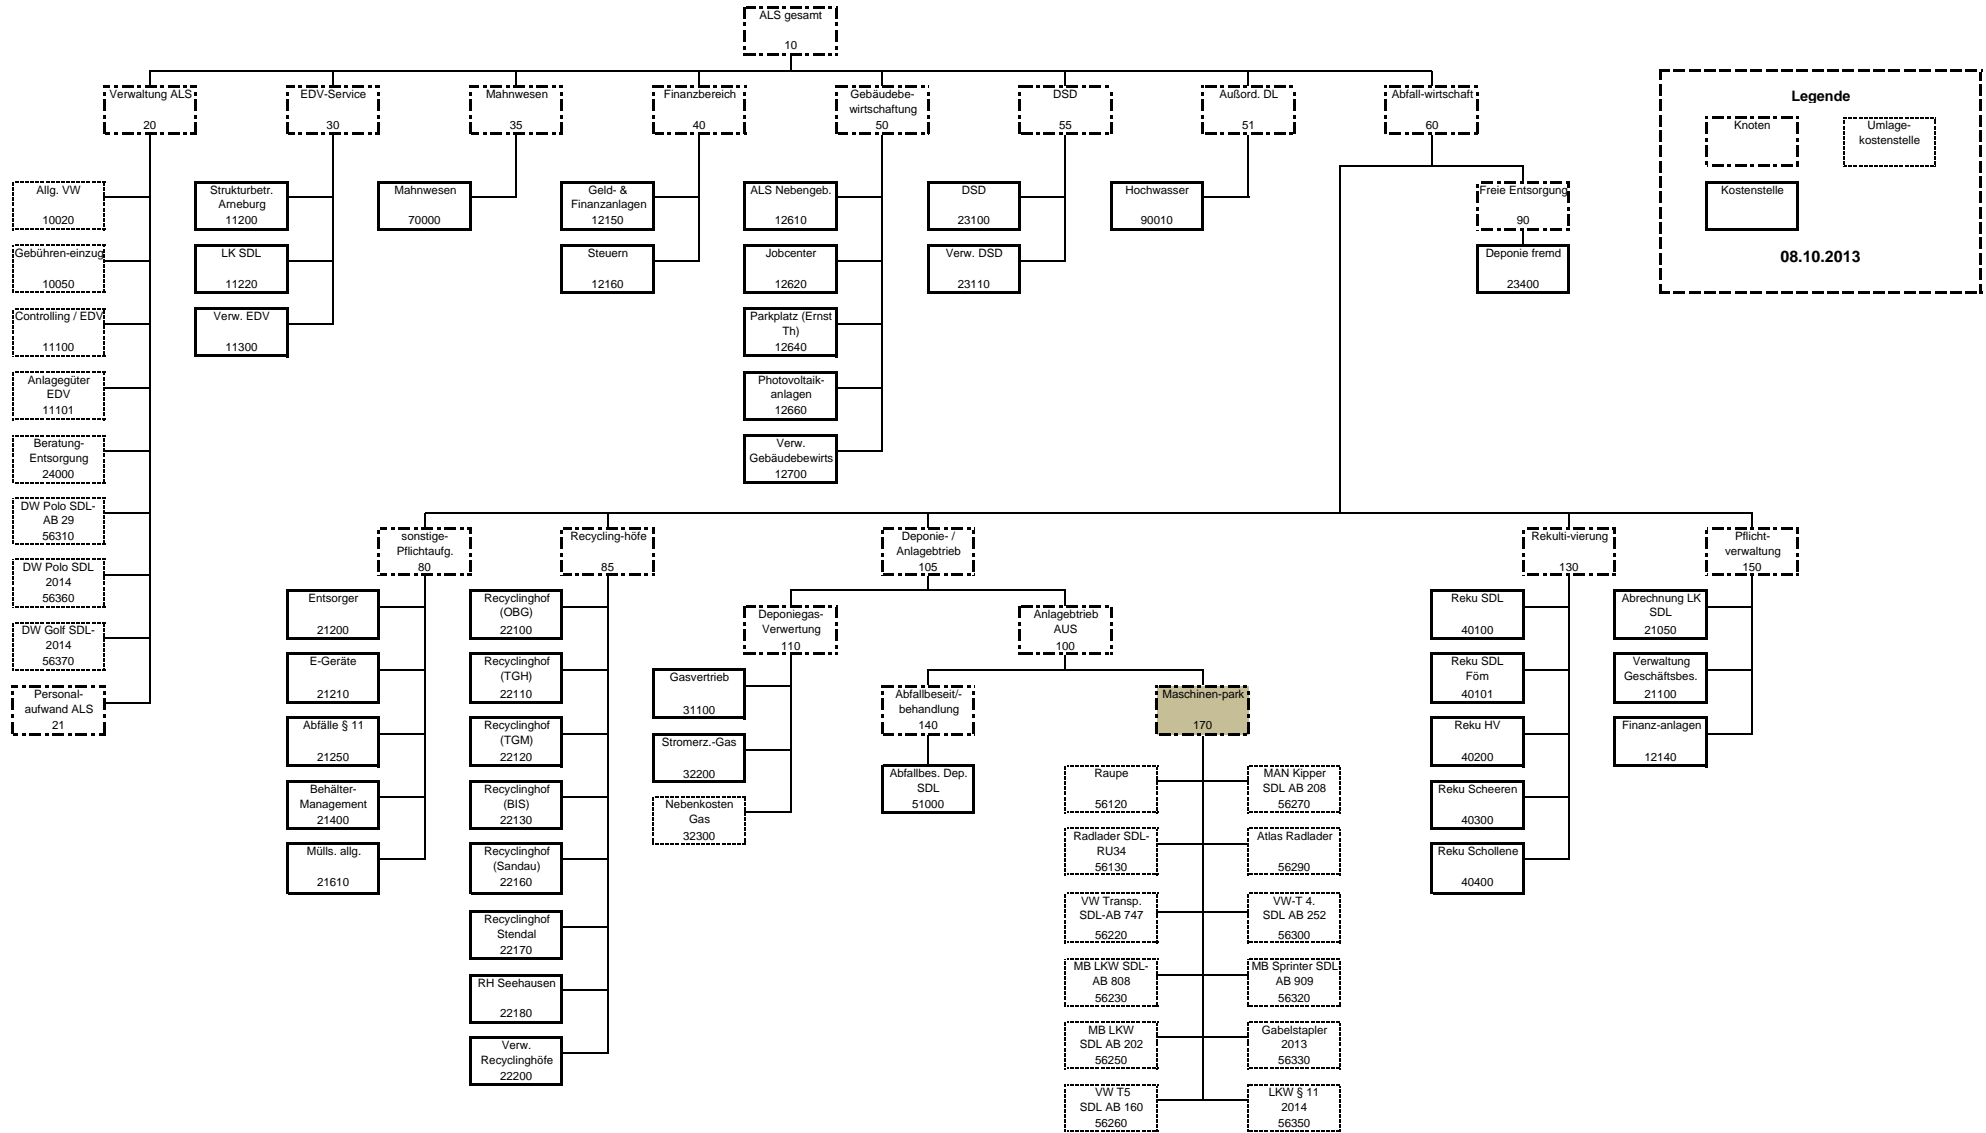 ALS gesamt
10
Verwaltung ALS
20
EDV-Service
30
Mahnwesen
35
Finanzbereich
40
Gebäudebe-
wirtschaftung
50
DSD
55
Außord. DL
51
Abfall-wirtschaft
60
Legende
Knoten
Umlage-
kostenstelle
Kostenstelle
08.10.2013
Allg. VW
10020
Gebühren-einzug
10050
Controlling / EDV
11100
Anlagegüter
EDV
11101
Beratung-
Entsorgung
24000
DW Polo SDL-
AB 29
56310
DW Polo SDL
2014
56360
DW Golf SDL-
2014
56370
Personal-
aufwand ALS
21
Strukturbetr.
Arneburg
11200
LK SDL
11220
Verw. EDV
11300
Mahnwesen
70000
Geld- &
Finanzanlagen
12150
Steuern
12160
ALS Nebengeb.
12610
Jobcenter
12620
Parkplatz (Ernst
Th)
12640
Photovoltaik-
anlagen
12660
Verw.
Gebäudebewirts
12700
DSD
23100
Verw. DSD
23110
Hochwasser
90010
Freie Entsorgung
90
Deponie fremd
23400
sonstige-
Pflichtaufg.
80
Entsorger
21200
E-Geräte
21210
Abfälle § 11
21250
Behälter-
Management
21400
Mülls. allg.
21610
Recycling-höfe
85
Recyclinghof
(OBG)
22100
Recyclinghof
(TGH)
22110
Recyclinghof
(TGM)
22120
Recyclinghof
(BIS)
22130
Recyclinghof
(Sandau)
22160
Recyclinghof
Stendal
22170
RH Seehausen
22180
Verw.
Recyclinghöfe
22200
Deponie- /
Anlagebtrieb
105
Deponiegas-
Verwertung
110
Gasvertrieb
31100
Stromerz.-Gas
32200
Nebenkosten
Gas
32300
Anlagebtrieb
AUS
100
Abfallbeseit/-
behandlung
140
Abfallbes. Dep.
SDL
51000
Maschinen-park
170
Raupe
56120
Radlader SDL-
RU34
56130
VW Transp.
SDL-AB 747
56220
MB LKW SDL-
AB 808
56230
MB LKW
SDL AB 202
56250
VW T5
SDL AB 160
56260
MAN Kipper
SDL AB 208
56270
Atlas Radlader
56290
VW-T 4.
SDL AB 252
56300
MB Sprinter SDL
AB 909
56320
Gabelstapler
2013
56330
LKW § 11
2014
56350
Rekulti-vierung
130
Reku SDL
40100
Reku SDL
Föm
40101
Reku HV
40200
Reku Scheeren
40300
Reku Schollene
40400
Pflicht-
verwaltung
150
Abrechnung LK
SDL
21050
Verwaltung
Geschäftsbes.
21100
Finanz-anlagen
12140